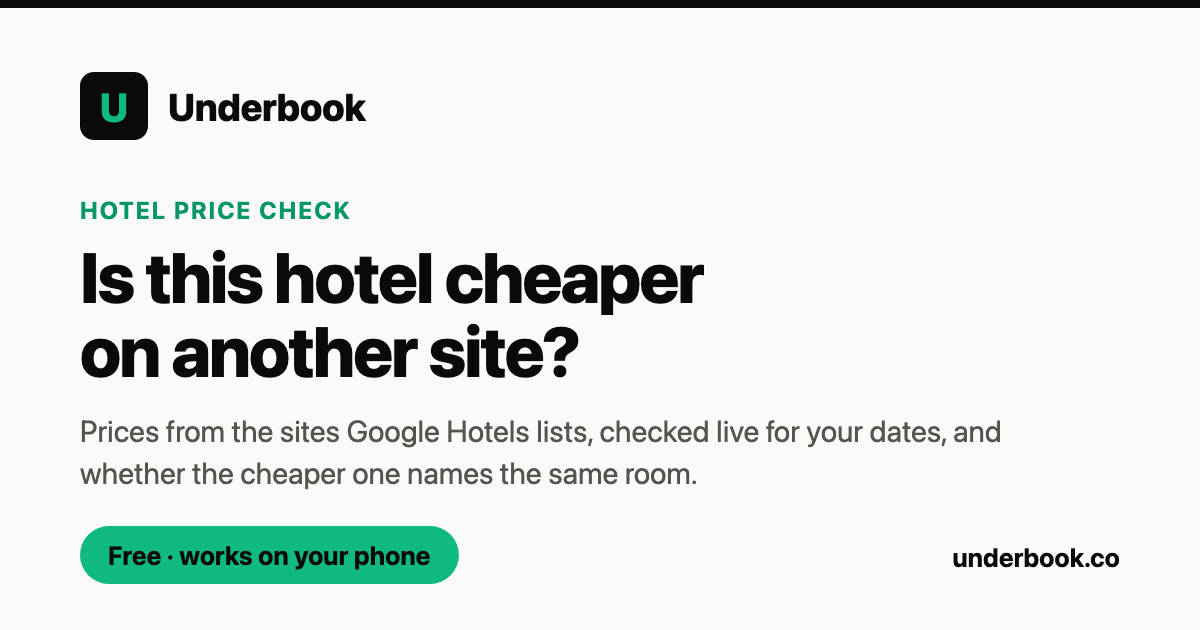 U
Underbook
HOTEL PRICE CHECK
Is this hotel cheaper
on another site?
Prices from the sites Google Hotels lists, checked live for your dates, and
whether the cheaper one names the same room.
Free · works on your phone
underbook.co